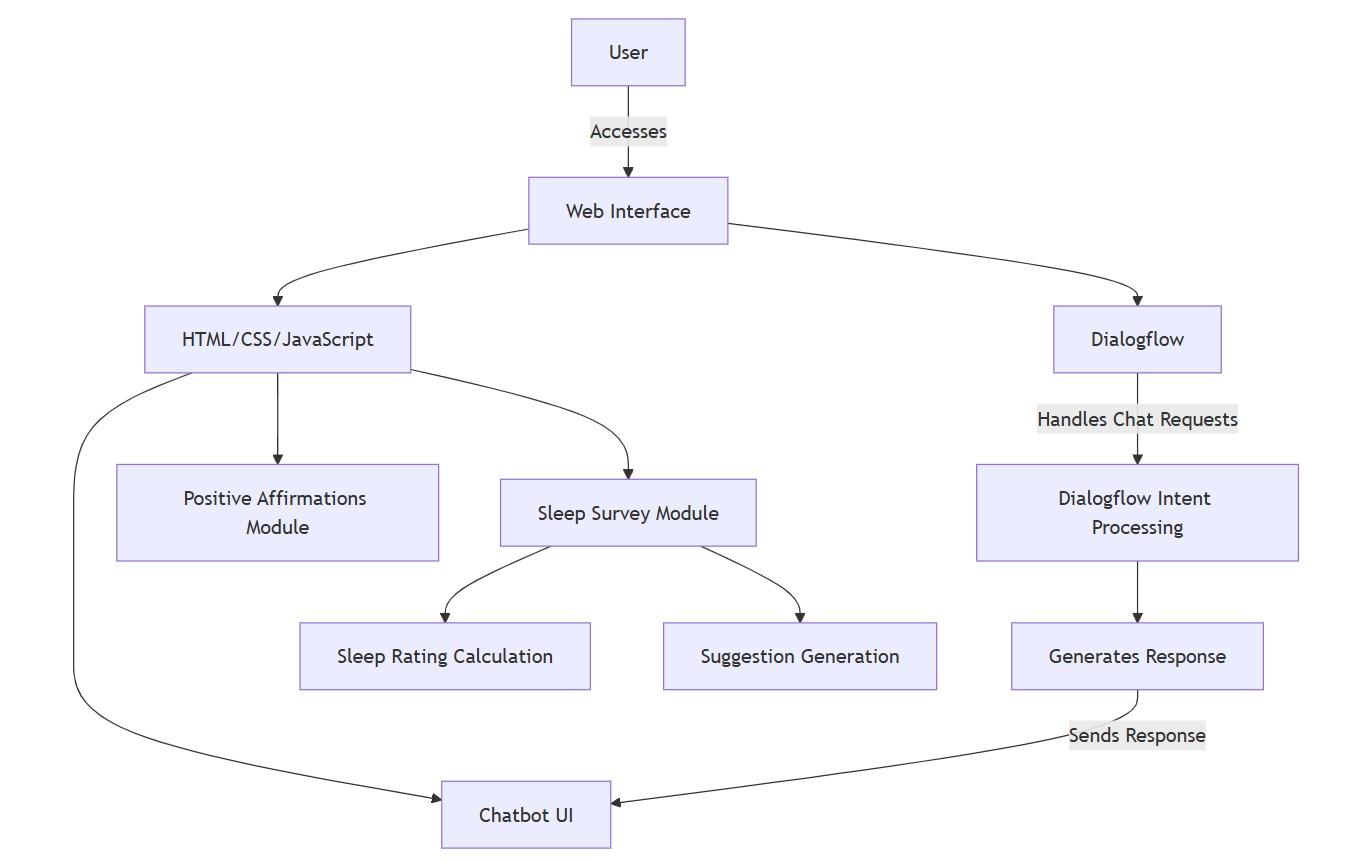 User
Accesses
Web Interface
HTML/CSS/JavaScript
Dialogflow
Handles Chat Requests
Positive Affirmations
Module
Sleep Survey Module
Dialogflow Intent
Processing
Sleep Rating Calculation
Suggestion Generation
Generates Response
Sends Response
Chatbot UI